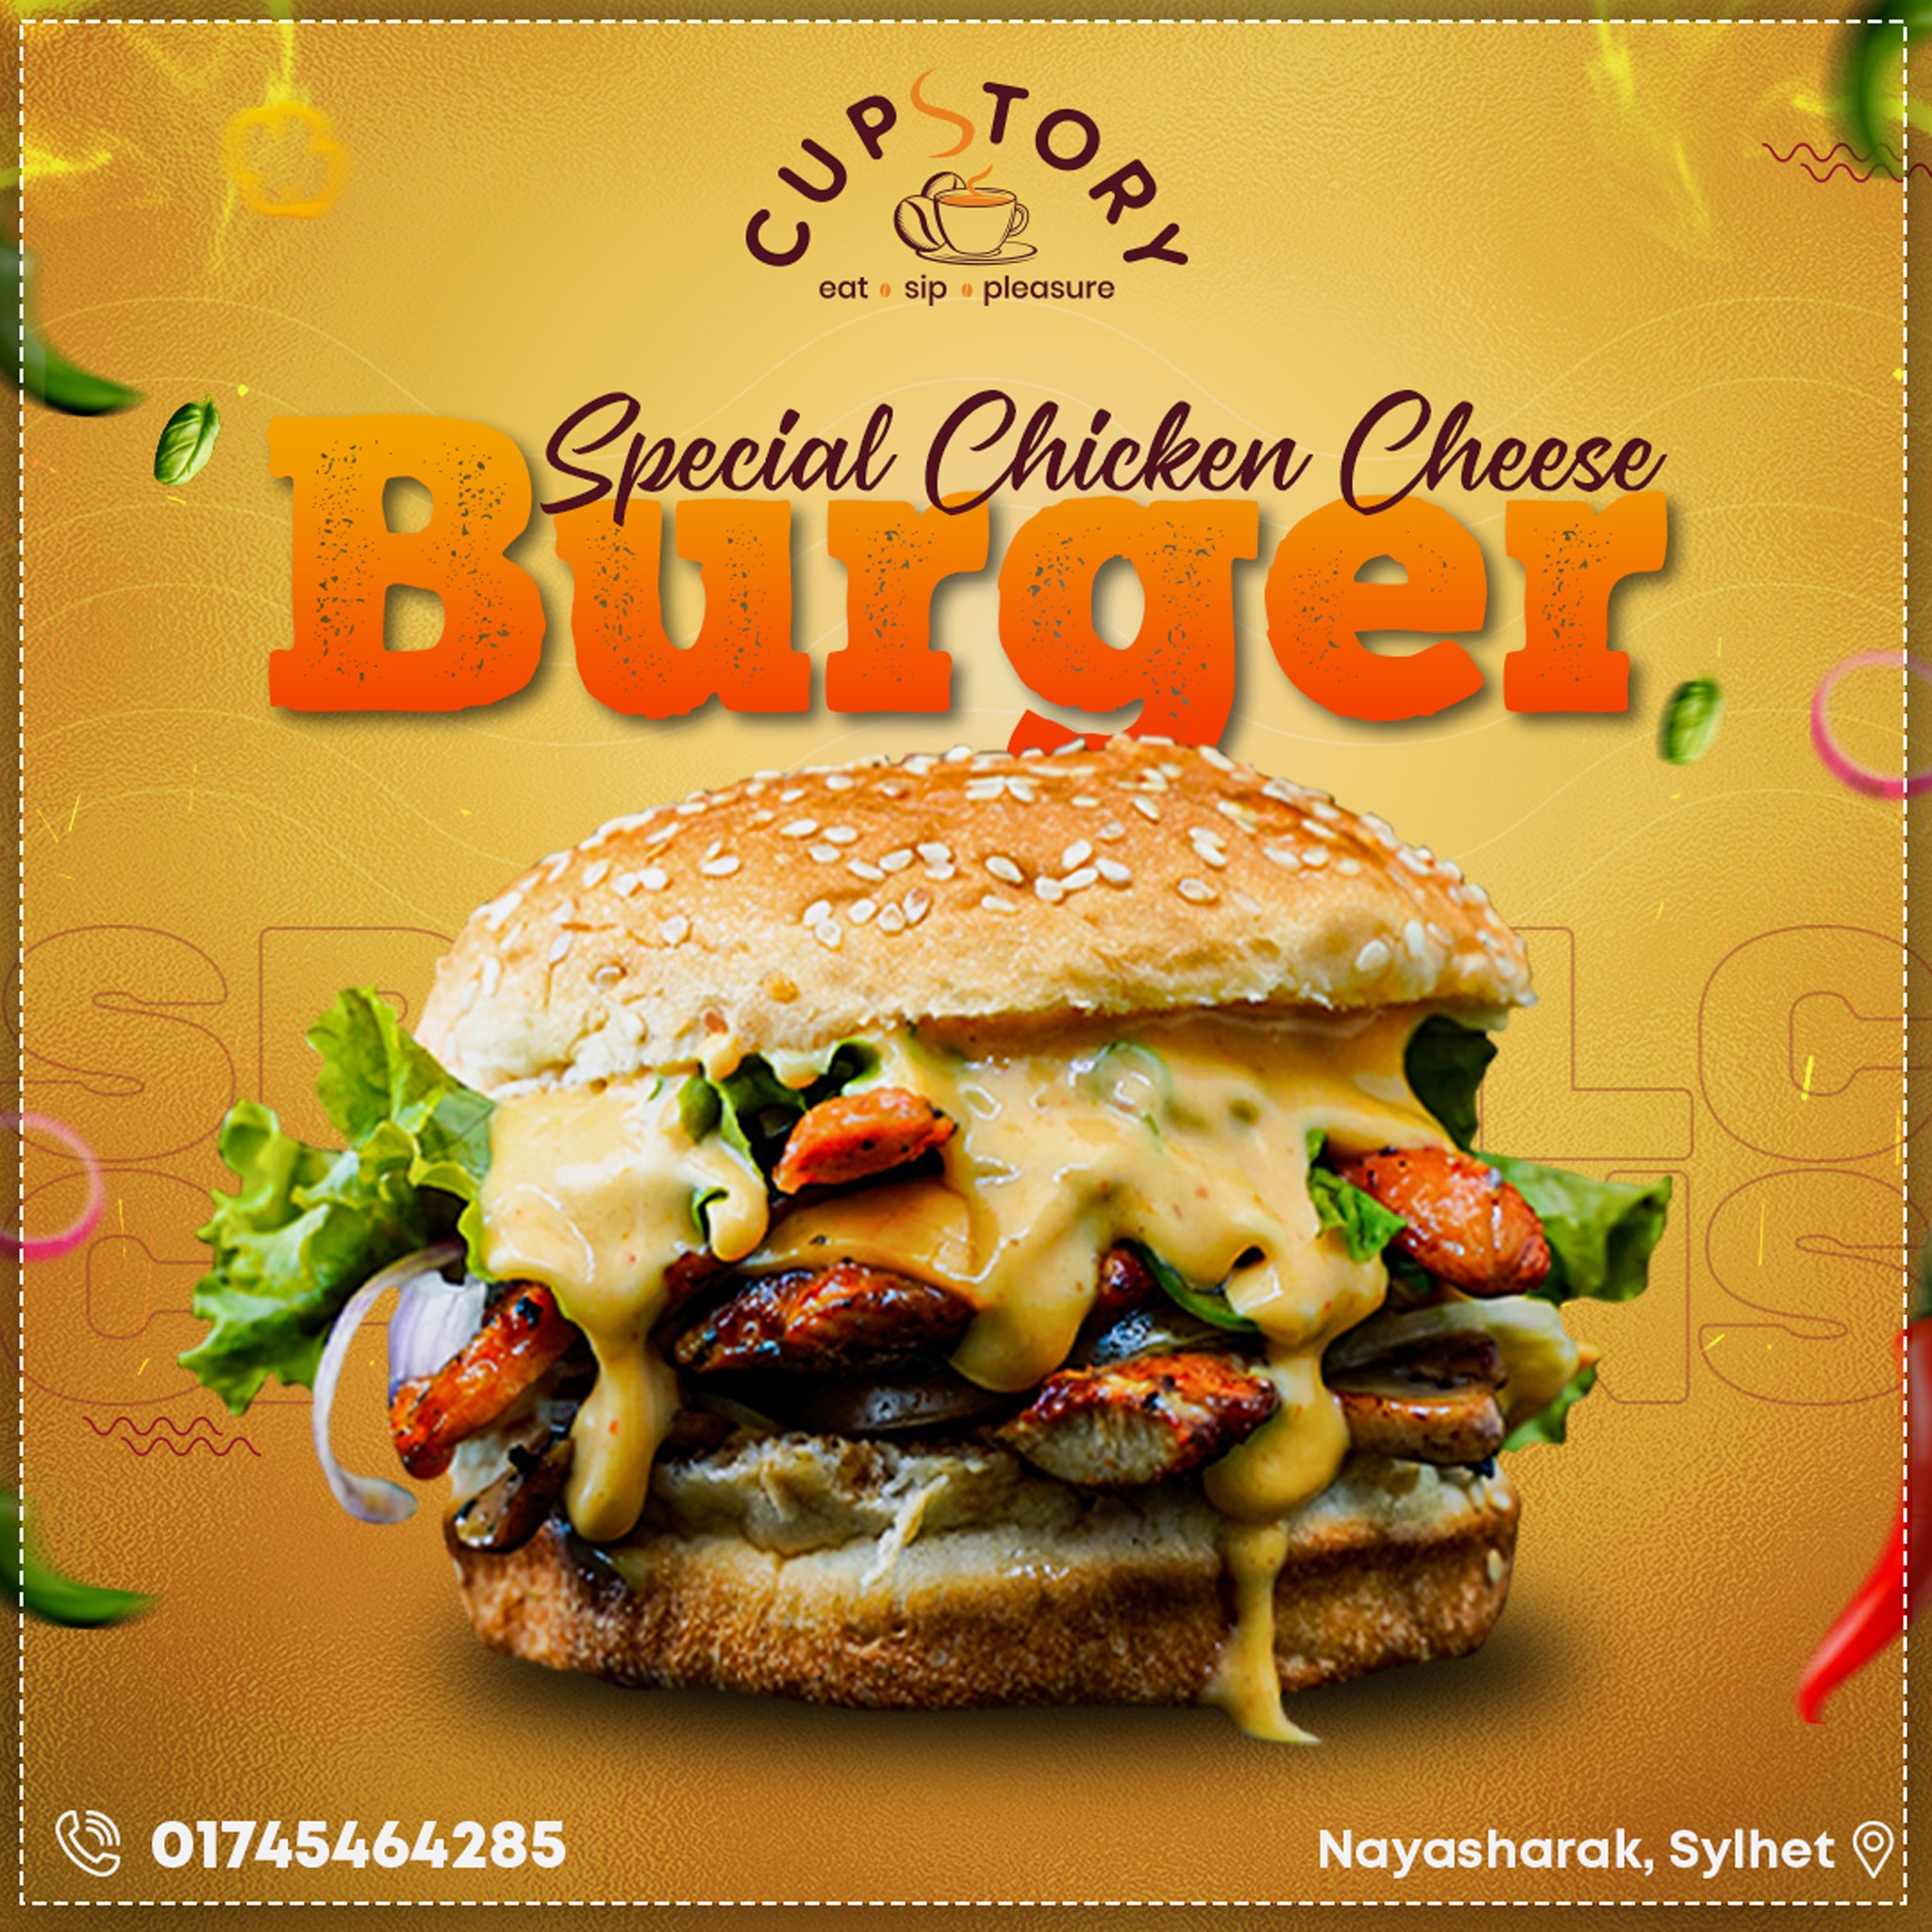 CUPSTORY
eat • sip • pleasure
Special Chicken Cheese
Burger
01745464285
Nayasharak, Sylhet